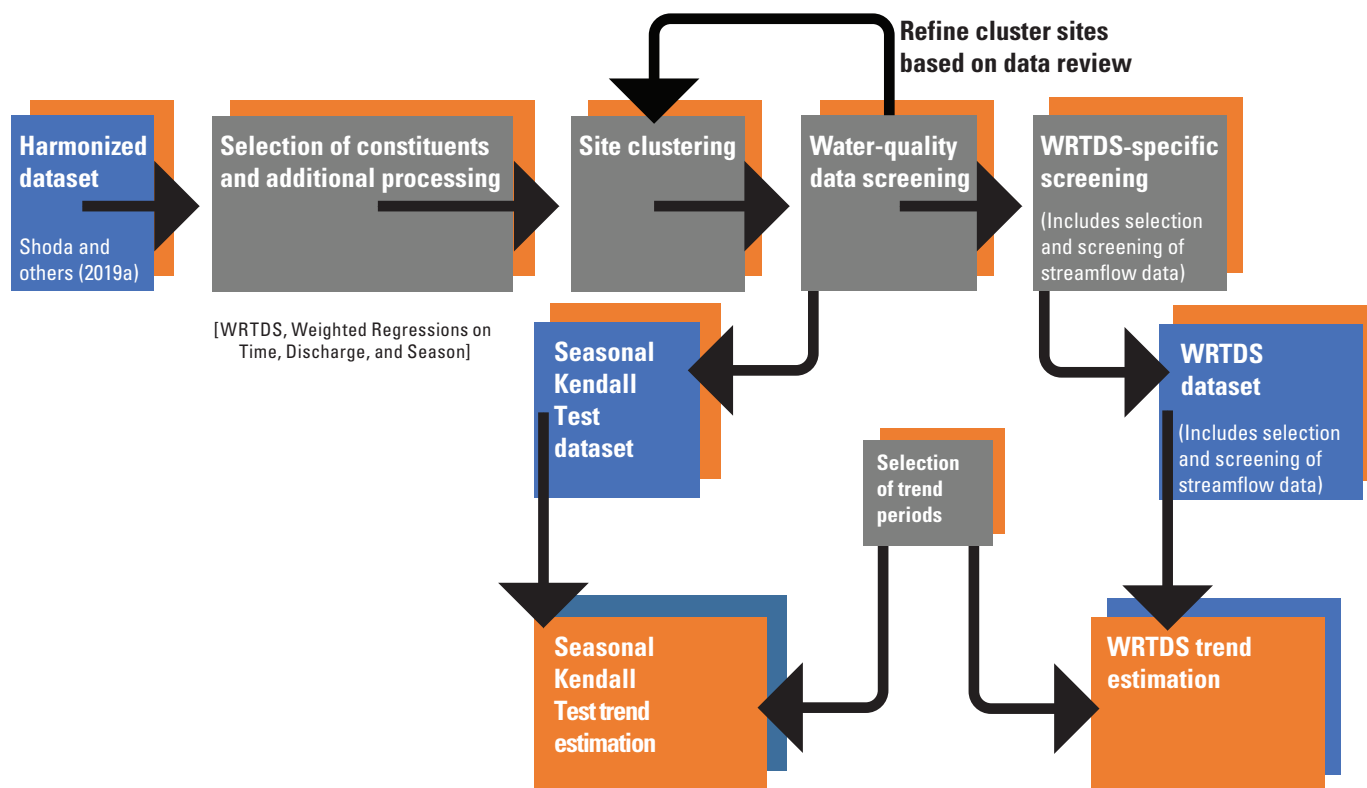 Refine cluster sites
based on data review
Harmonized
dataset
Shoda and
others (2019a)
Selection of constituents
and additional processing
Site clustering
Water-quality
data screening
WRTDS-specific
screening
(Includes selection
and screening of
streamflow data)
[WRTDS, Weighted Regressions on
Time, Discharge, and Season]
Seasonal
Kendall
Test
dataset
WRTDS
dataset
(Includes selection
and screening of
streamflow data)
Selection
of trend
periods
Seasonal
Kendall
Test trend
estimation
WRTDS trend
estimation